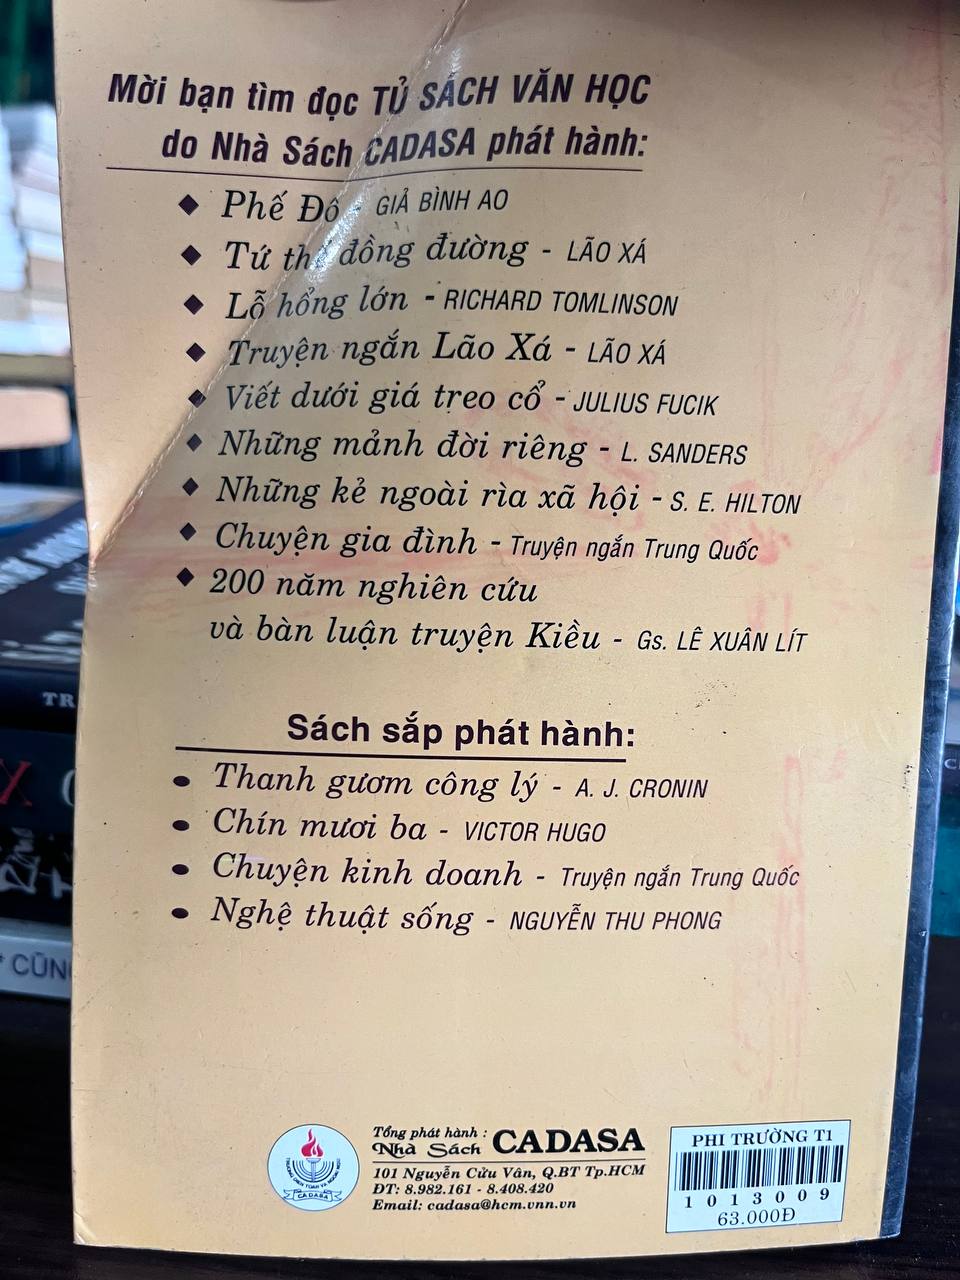 Mời bạn tìm đọc TỦ SÁCH VĂN HỌC
do Nhà Sách CADASA phát hành:
◆ Phế Đô - GIẢ BÌNH AO
◆ Tứ thế đồng đường - LÃO XÁ
◆ Lỗ hổng lớn - RICHARD TOMLINSON
◆ Truyện ngắn Lão Xá - LÃO XÁ
◆ Viết dưới giá treo cổ - JULIUS FUCIK
◆ Những mảnh đời riêng - L. SANDERS
◆ Những kẻ ngoài rìa xã hội - S. E. HILTON
◆ Chuyện gia đình - Truyện ngắn Trung Quốc
◆ 200 năm nghiên cứu
và bàn luận truyện Kiều - Gs. LÊ XUÂN LÍT
Sách sắp phát hành:
• Thanh gươm công lý - A. J. CRONIN
• Chín mươi ba - VICTOR HUGO
• Chuyện kinh doanh - Truyện ngắn Trung Quốc
• Nghệ thuật sống - NGUYỄN THU PHONG
CADASA
Tổng phát hành :
Nhà Sách CADASA
101 Nguyễn Cửu Vân, Q.BT Tp.HCM
ĐT: 8.982.161 - 8.408.420
Email: cadasa@hcm.vnn.vn
PHI TRƯỜNG T1
1013009
63.000Đ
TR
CŨN